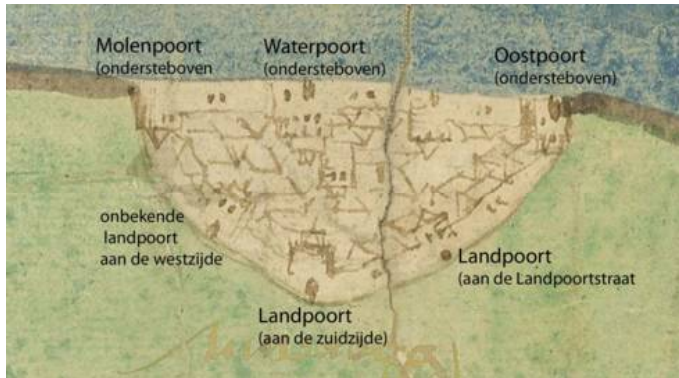 Molenpoort
(ondersteboven
Waterpoort
(ondersteboven)
Oostpoort
(ondersteboven)
onbekende
landpoort
aan de westzijde
Landpoort
(aan de Landpoortstraat
Landpoort
(aan de zuidzijde)